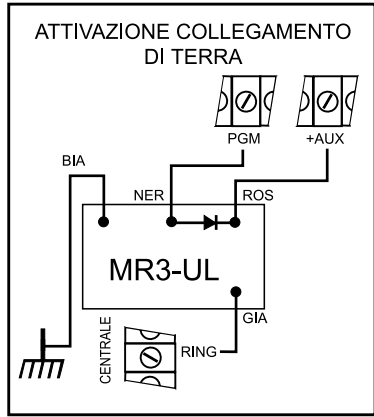 ATTIVAZIONE COLLEGAMENTO
DI TERRA
PGM
+AUX
BIA
NER
ROS
MR3-UL
GIA
CENTRALE
RING